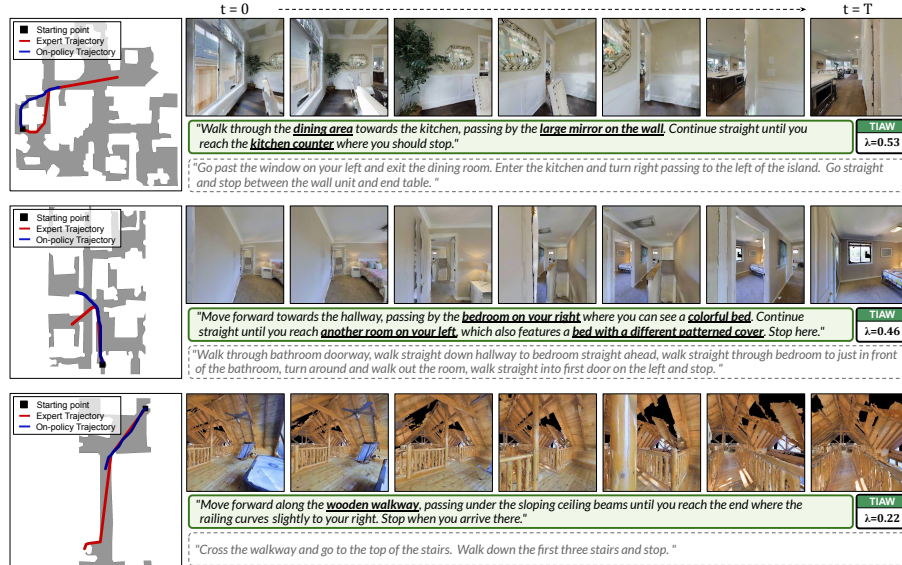 t = 0
t = T
Starting point
Expert Trajectory
On-policy Trajectory
"Walk through the dining area towards the kitchen, passing by the large mirror on the wall. Continue straight until you
reach the kitchen counter where you should stop."
TIAW
λ=0.53
"Go past the window on your left and exit the dining room. Enter the kitchen and turn right passing to the left of the island. Go straight
and stop between the wall unit and end table. "
Starting point
Expert Trajectory
On-policy Trajectory
"Move forward towards the hallway, passing by the bedroom on your right where you can see a colorful bed. Continue
straight until you reach another room on your left, which also features a bed with a different patterned cover. Stop here."
TIAW
λ=0.46
"Walk through bathroom doorway, walk straight down hallway to bedroom straight ahead, walk straight through bedroom to just in front
of the bathroom, turn around and walk out the room, walk straight into first door on the left and stop. "
Starting point
Expert Trajectory
On-policy Trajectory
"Move forward along the wooden walkway, passing under the sloping ceiling beams until you reach the end where the
railing curves slightly to your right. Stop when you arrive there."
TIAW
λ=0.22
"Cross the walkway and go to the top of the stairs. Walk down the first three stairs and stop. "